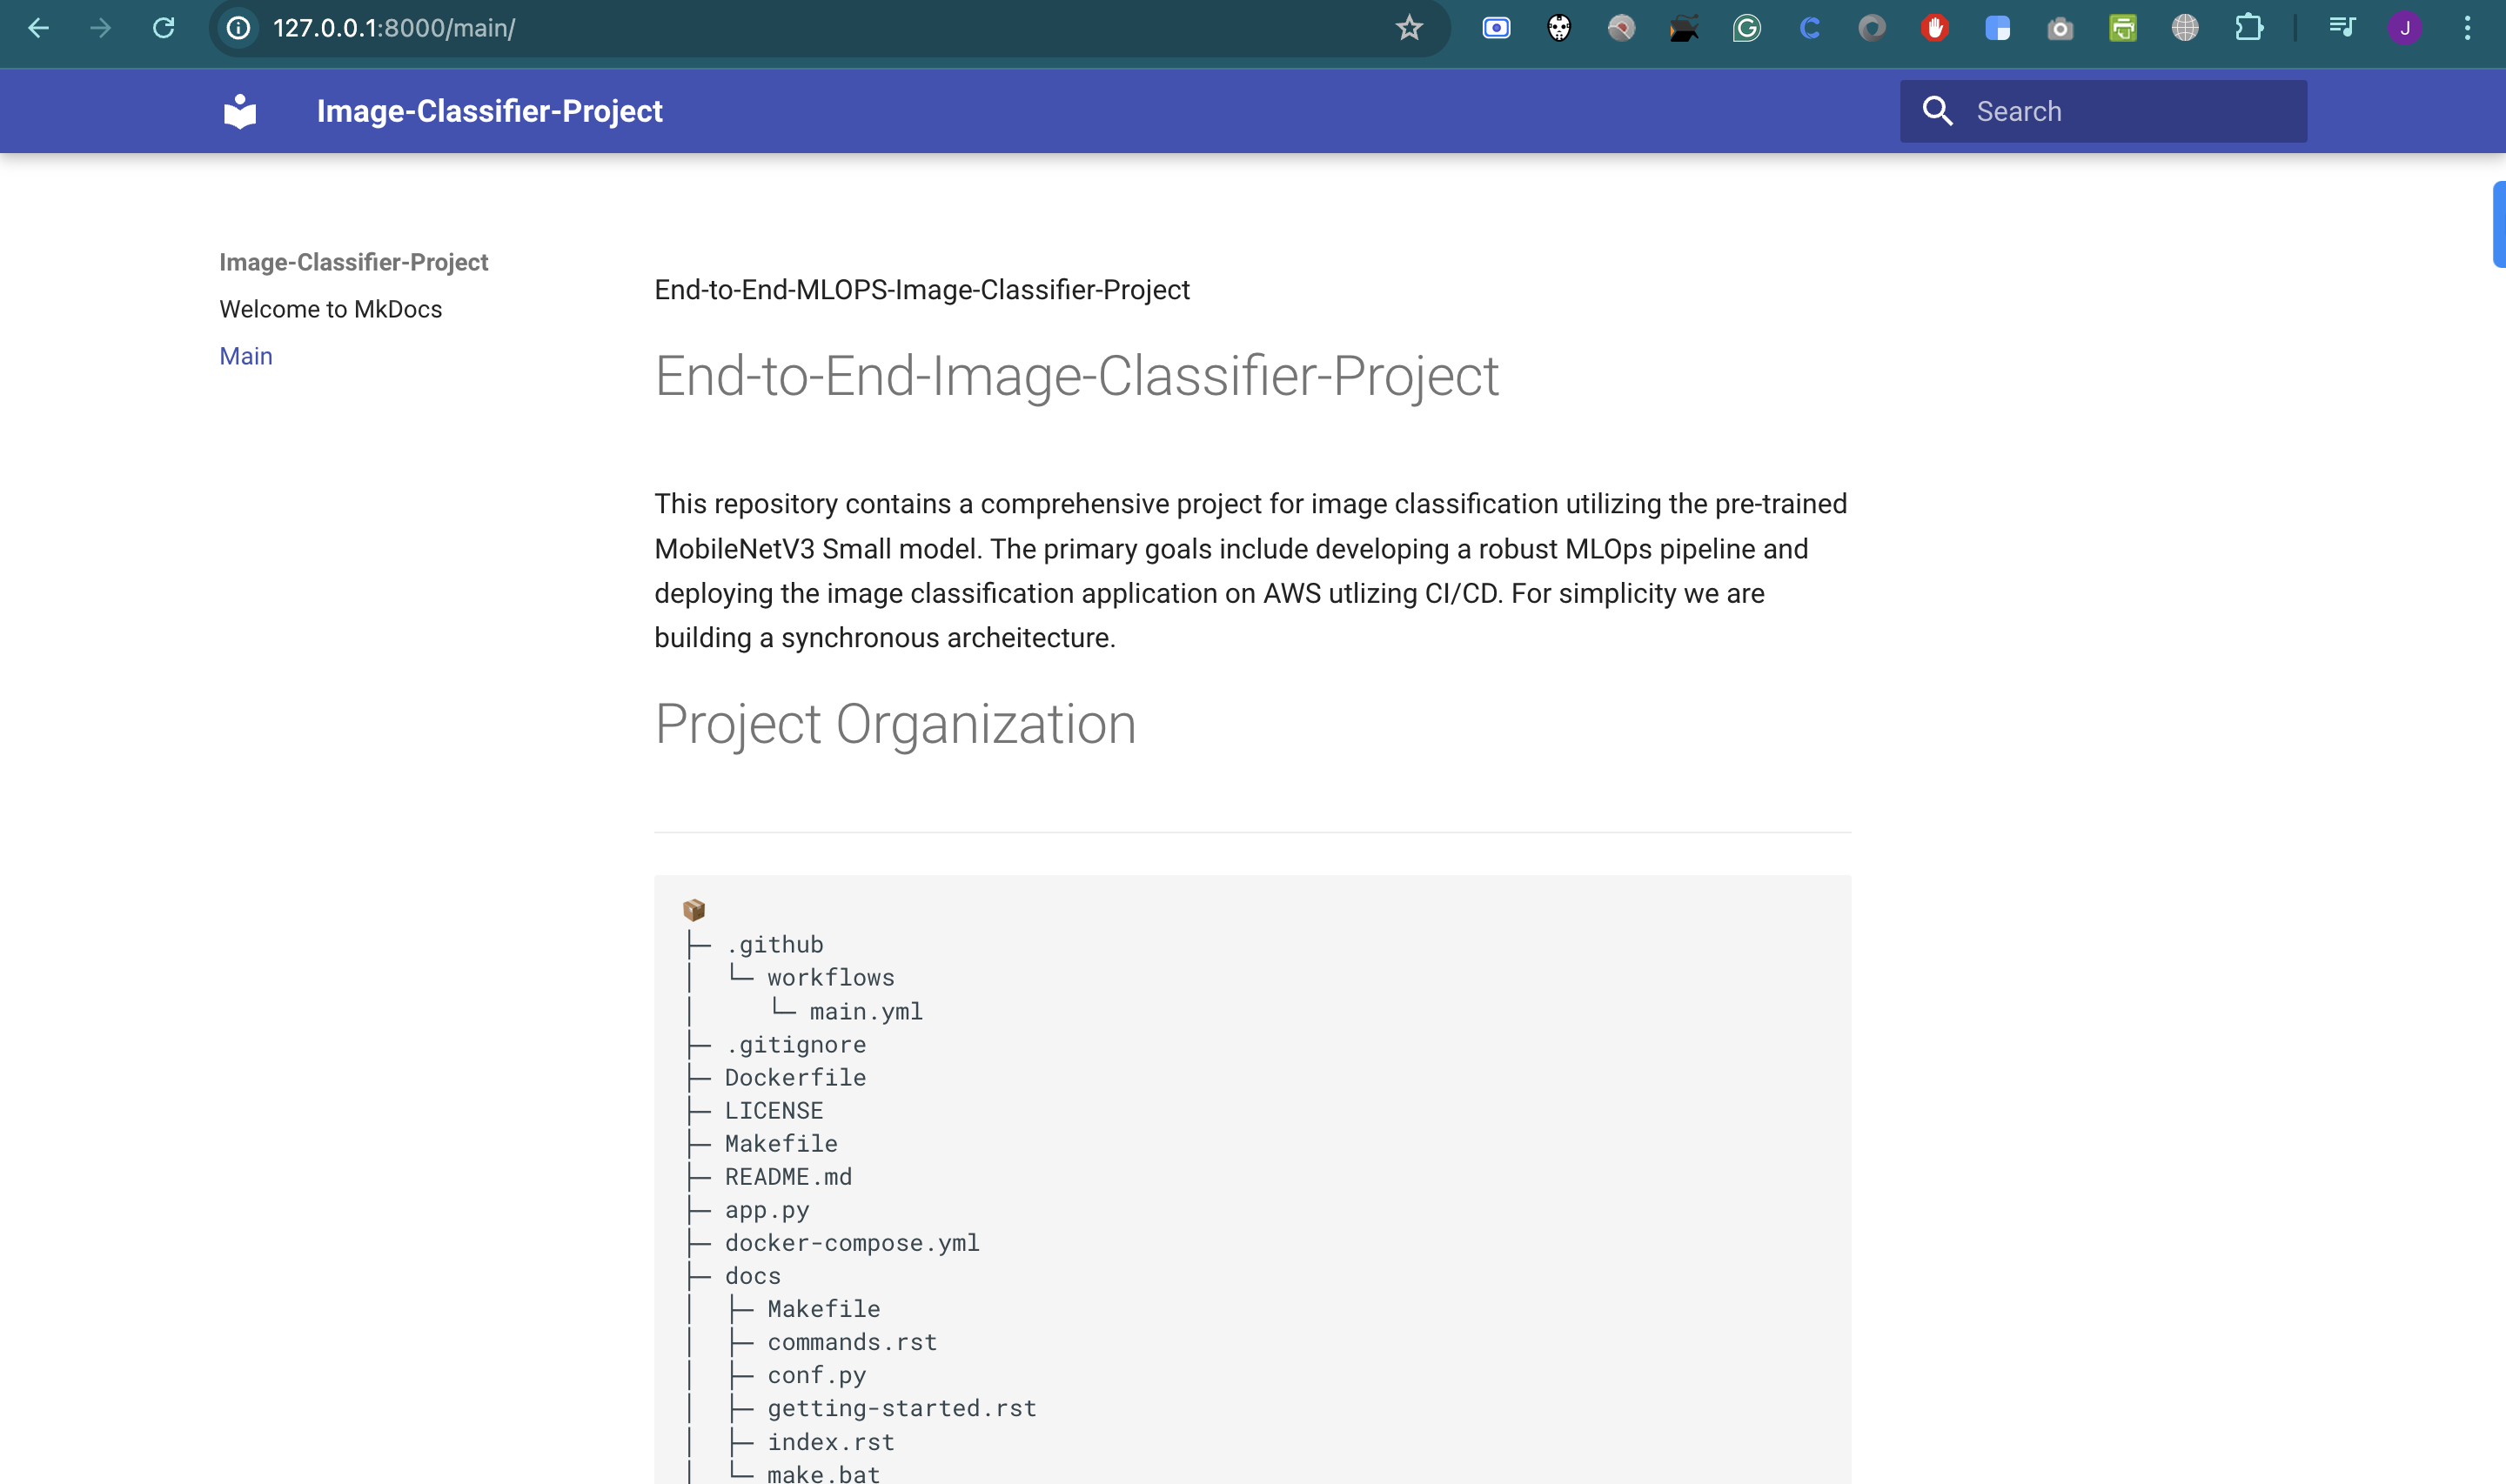 127.0.0.1:8000/main/
J
Image-Classifier-Project
Search
Image-Classifier-Project
Welcome to MkDocs
Main
End-to-End-MLOPS-Image-Classifier-Project
End-to-End-Image-Classifier-Project
This repository contains a comprehensive project for image classification utilizing the pre-trained
MobileNetV3 Small model. The primary goals include developing a robust MLOps pipeline and
deploying the image classification application on AWS utlizing CI/CD. For simplicity we are
building a synchronous archeitecture.
Project Organization
├─ .github
│  └─ workflows
│     └─ main.yml
├─ .gitignore
├─ Dockerfile
├─ LICENSE
├─ Makefile
├─ README.md
├─ app.py
├─ docker-compose.yml
├─ docs
│  ├─ Makefile
│  ├─ commands.rst
│  ├─ conf.py
│  ├─ getting-started.rst
│  ├─ index.rst
│  └─ make.bat